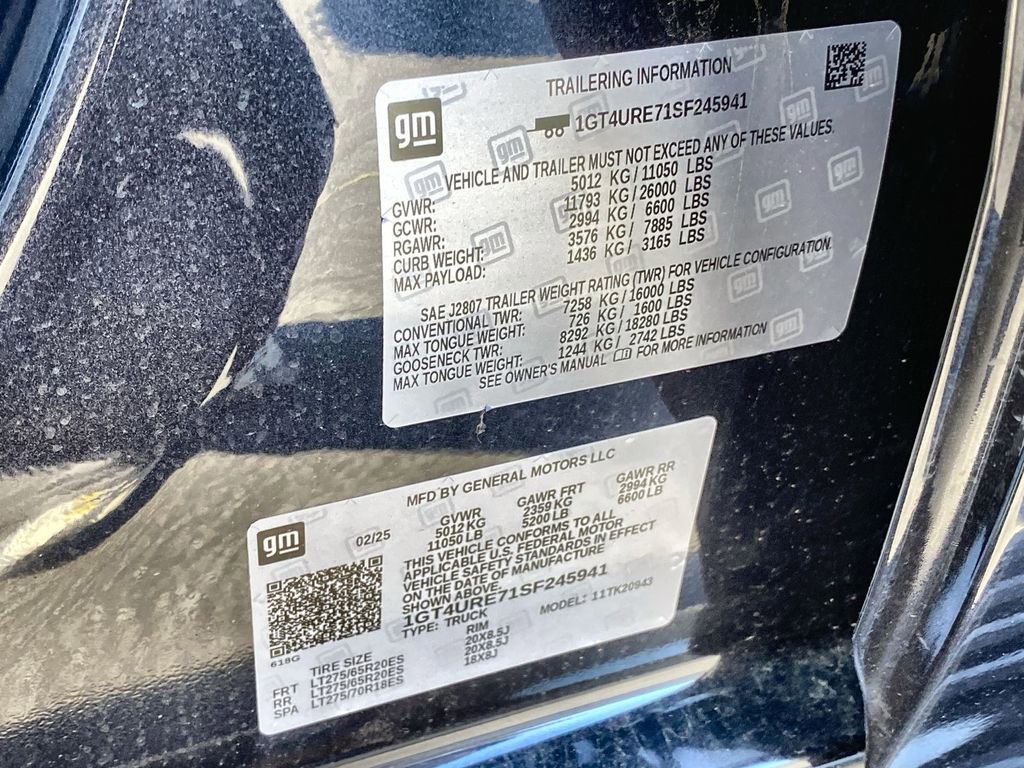 TRAILERING INFORMATION
gm
1GT4URE71SF245941
VEHICLE AND TRAILER MUST NOT EXCEED ANY OF THESE VALUES.
GVWR: 5012 KG / 11050 LBS
GCWR: 11793 KG / 26000 LBS
RGAWR: 2994 KG / 6600 LBS
CURB WEIGHT: 3576 KG / 7885 LBS
MAX PAYLOAD: 1436 KG / 3165 LBS
SAE J2807 TRAILER WEIGHT RATING (TWR) FOR VEHICLE CONFIGURATION.
CONVENTIONAL TWR: 7258 KG / 16000 LBS
MAX TONGUE WEIGHT: 726 KG / 1600 LBS
GOOSENECK TWR: 8292 KG / 18280 LBS
MAX TONGUE WEIGHT: 1244 KG / 2742 LBS
SEE OWNER'S MANUAL FOR MORE INFORMATION
MFD BY GENERAL MOTORS LLC
gm
02/25
GVWR GAWR FRT GAWR RR
5012 KG 2359 KG 2994 KG
11050 LB 5200 LB 6600 LB
THIS VEHICLE CONFORMS TO ALL
APPLICABLE U.S. FEDERAL MOTOR
VEHICLE SAFETY STANDARDS IN EFFECT
ON THE DATE OF MANUFACTURE
SHOWN ABOVE.
1GT4URE71SF245941
TYPE: TRUCK MODEL: 11TK20943
618G
TIRE SIZE RIM
FRT LT275/65R20ES 20X8.5J
RR LT275/65R20ES 20X8.5J
SPA LT275/70R18ES 18X8J